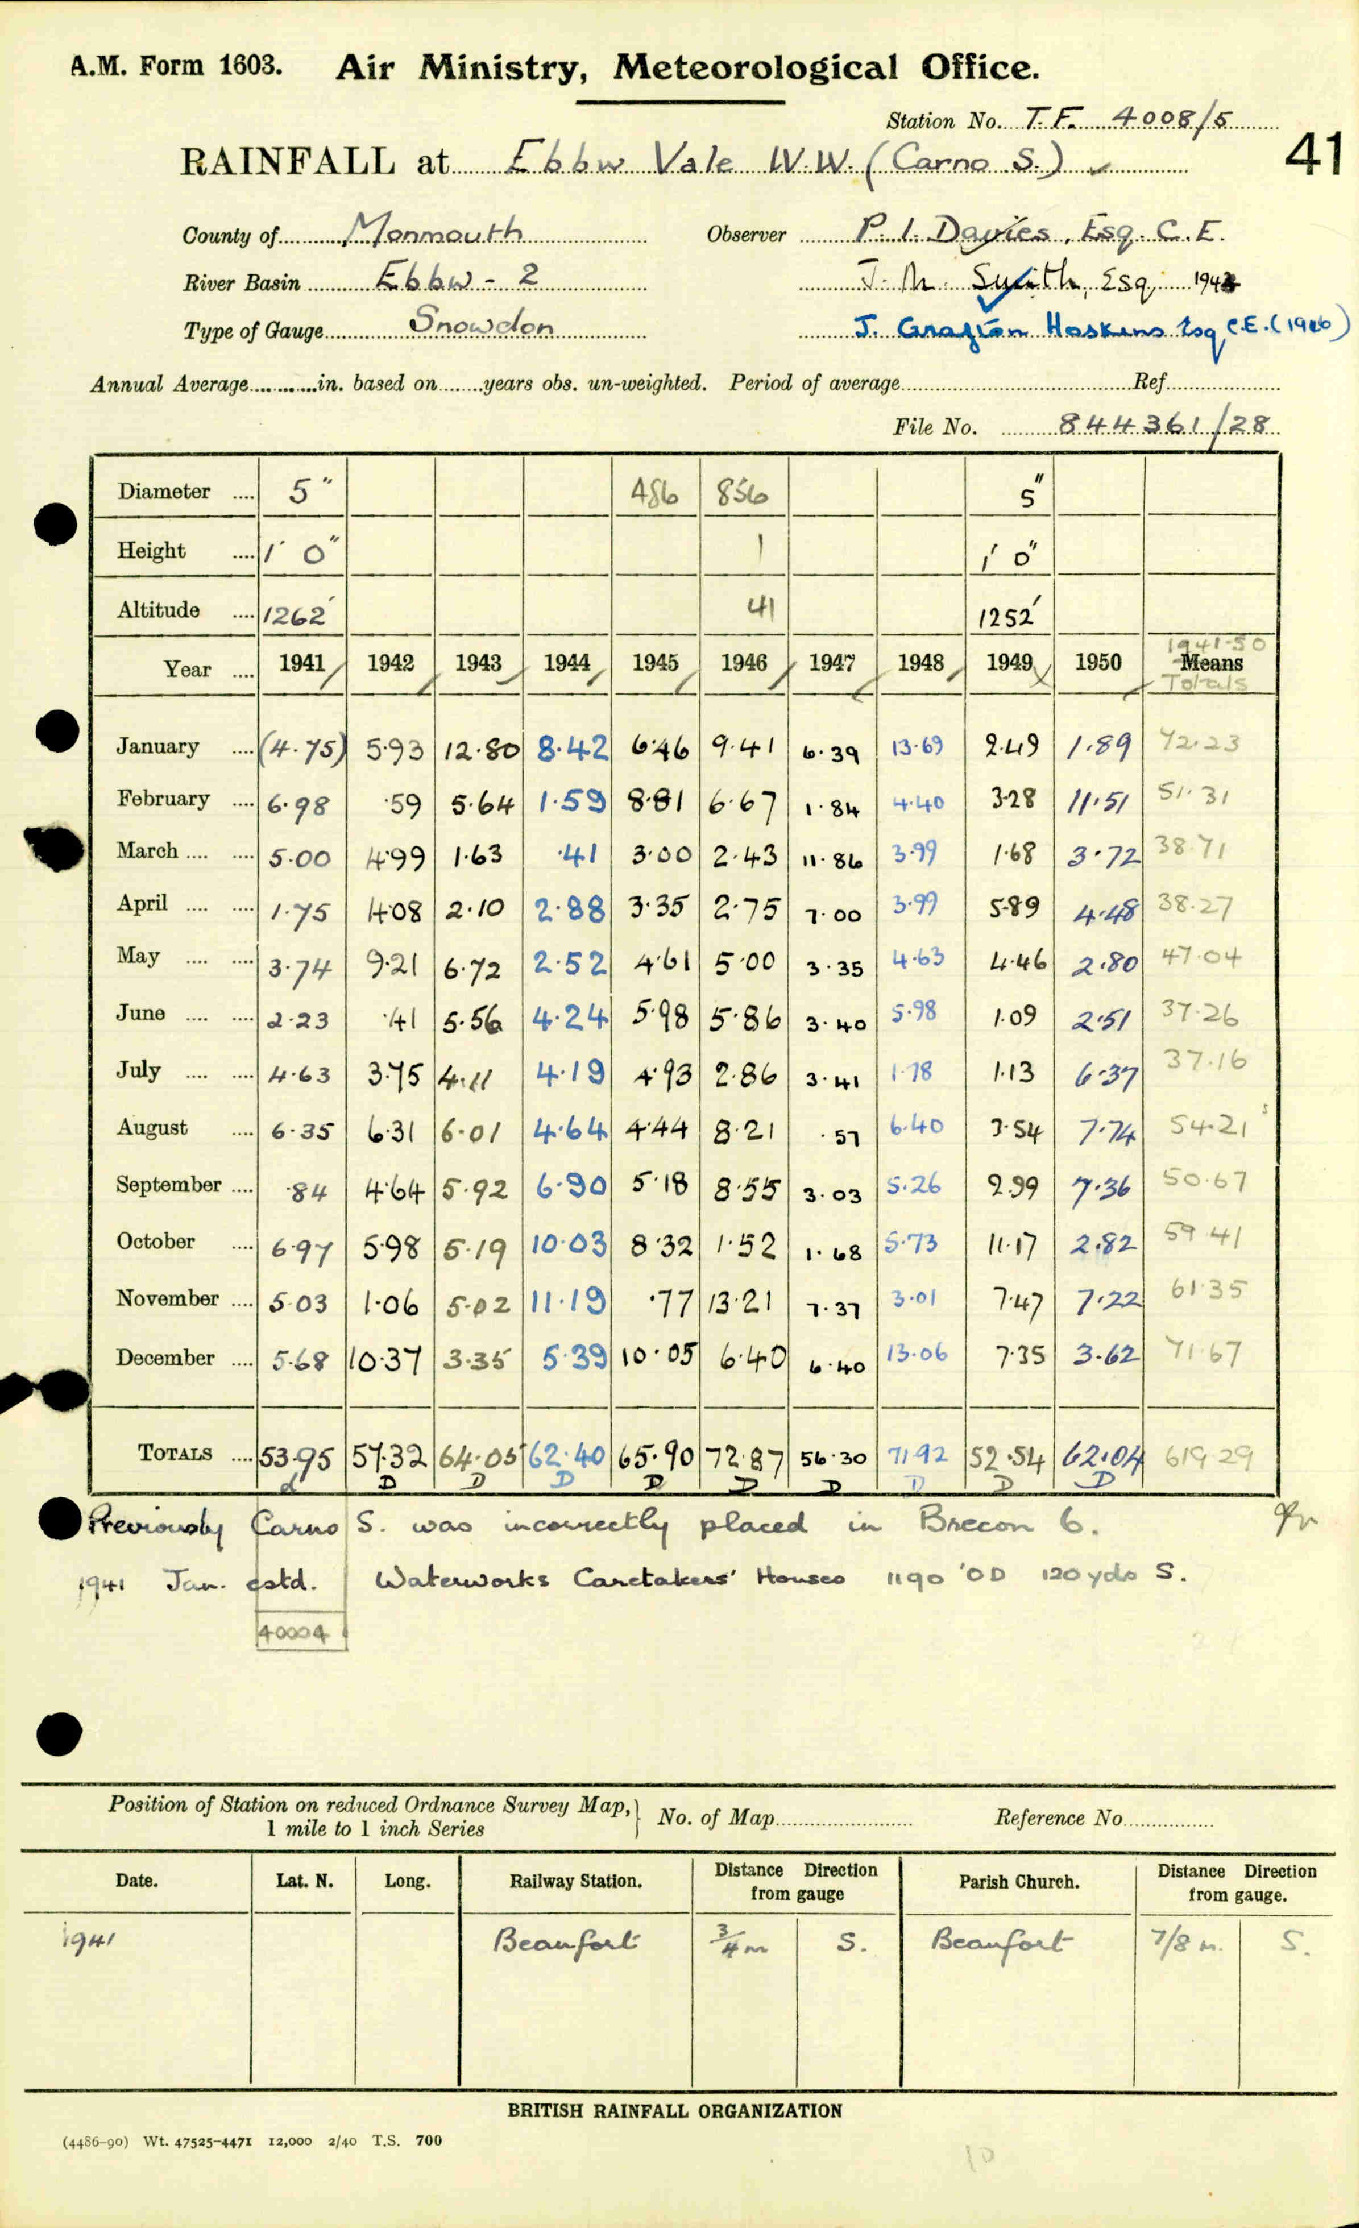 A.M. Form 1603. Air Ministry, Meteorological Office.
Station No. T.F. 4008/5
41
RAINFALL at Ebbw Vale W.W. (Carno S.)
County of Monmouth Observer P. I. Davies, Esq. C.E.
River Basin Ebbw - 2 J. M. Smith, Esq
Type of Gauge Snowdon J. Grafton Hoskins Esq C.E.
Annual Average in. based on years obs. un-weighted. Period of average Ref
File No. 844361/28
Diameter 5" 486 856 5"
Height 1' 0" 1 1' 0"
Altitude 1262' 41 1252'
1941-50
Year 1941 1942 1943 1944 1945 1946 1947 1948 1949 1950 Means
Totals
January (4.75) 5.93 12.80 8.42 6.46 9.41 6.39 13.69 2.49 1.89 72.23
February 6.98 .59 5.64 1.59 8.81 6.67 1.84 4.40 3.28 11.51 51.31
March 5.00 4.99 1.63 .41 3.00 2.43 11.86 3.99 1.68 3.72 38.71
April 1.75 4.08 2.10 2.88 3.35 2.75 7.00 3.99 5.89 4.48 38.27
May 3.74 9.21 6.72 2.52 4.61 5.00 3.35 4.63 4.46 2.80 47.04
June 2.23 .41 5.56 4.24 5.98 5.86 3.40 5.98 1.09 2.51 37.26
July 4.63 3.75 4.11 4.19 4.93 2.86 3.41 1.78 1.13 6.37 37.16
August 6.35 6.31 6.01 4.64 4.44 8.21 .57 6.40 3.54 7.74 54.21
September .84 4.64 5.92 6.90 5.18 8.55 3.03 5.26 2.99 7.36 50.67
October 6.97 5.98 5.19 10.03 8.32 1.52 1.68 5.73 11.17 2.82 59.41
November 5.03 1.06 5.02 11.19 .77 13.21 7.37 3.01 7.47 7.22 61.35
December 5.68 10.37 3.35 5.39 10.05 6.40 6.40 13.06 7.35 3.62 71.67
TOTALS 53.95 57.32 64.05 62.40 65.90 72.87 56.30 71.92 52.54 62.04 619.29
D D D D D D D D D
Previously Carno S. was incorrectly placed in Brecon 6.
1941 Jan. estd. Waterworks Caretakers' Houses 1190 'OD 120 yds S.
40004
Position of Station on reduced Ordnance Survey Map, No. of Map Reference No
1 mile to 1 inch Series
Date. Lat. N. Long. Railway Station. Distance Direction from gauge Parish Church. Distance Direction from gauge.
1941 Beaufort 3/4 m S. Beaufort 7/8 m. S.
BRITISH RAINFALL ORGANIZATION
(4486-90) Wt. 47525-4471 12,000 2/40 T.S. 700
10